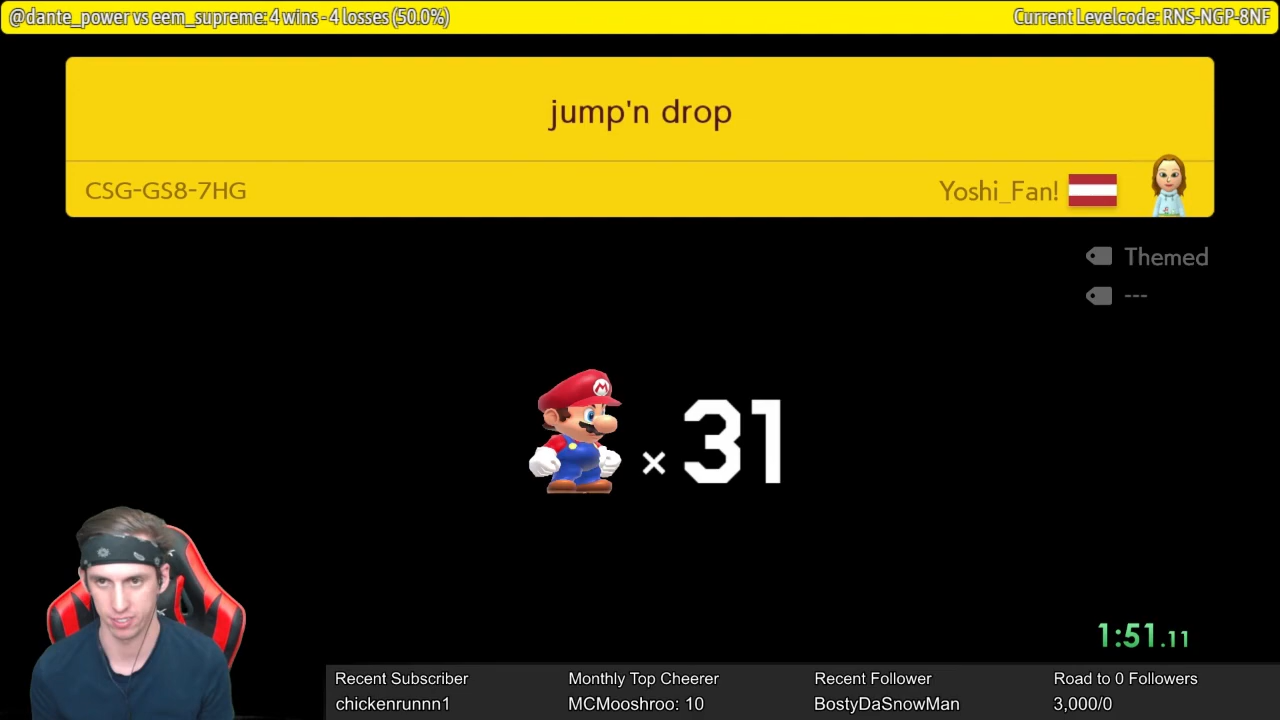 @dante_power vs eem_supreme: 4 wins - 4 losses (50.0%)
Current Levelcode: RNS-NGP-8NF
jump'n drop
CSG-GS8-7HG
Yoshi_Fan!
Themed
---
M
× 31
1:51.11
Recent Subscriber
Monthly Top Cheerer
Recent Follower
Road to 0 Followers
chickenrunnn1
MCMooshroo: 10
BostyDaSnowMan
3,000/0